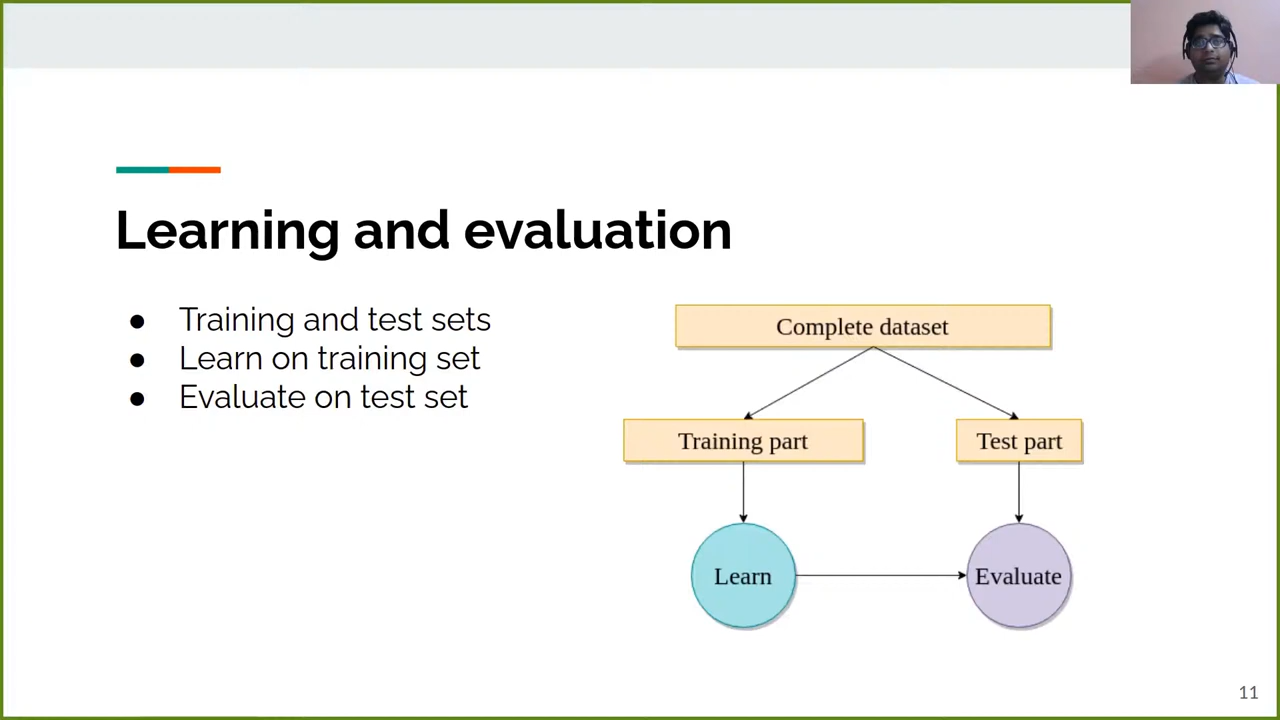 Learning and evaluation
● Training and test sets
● Learn on training set
● Evaluate on test set
Complete dataset
Training part
Test part
Learn
Evaluate
11